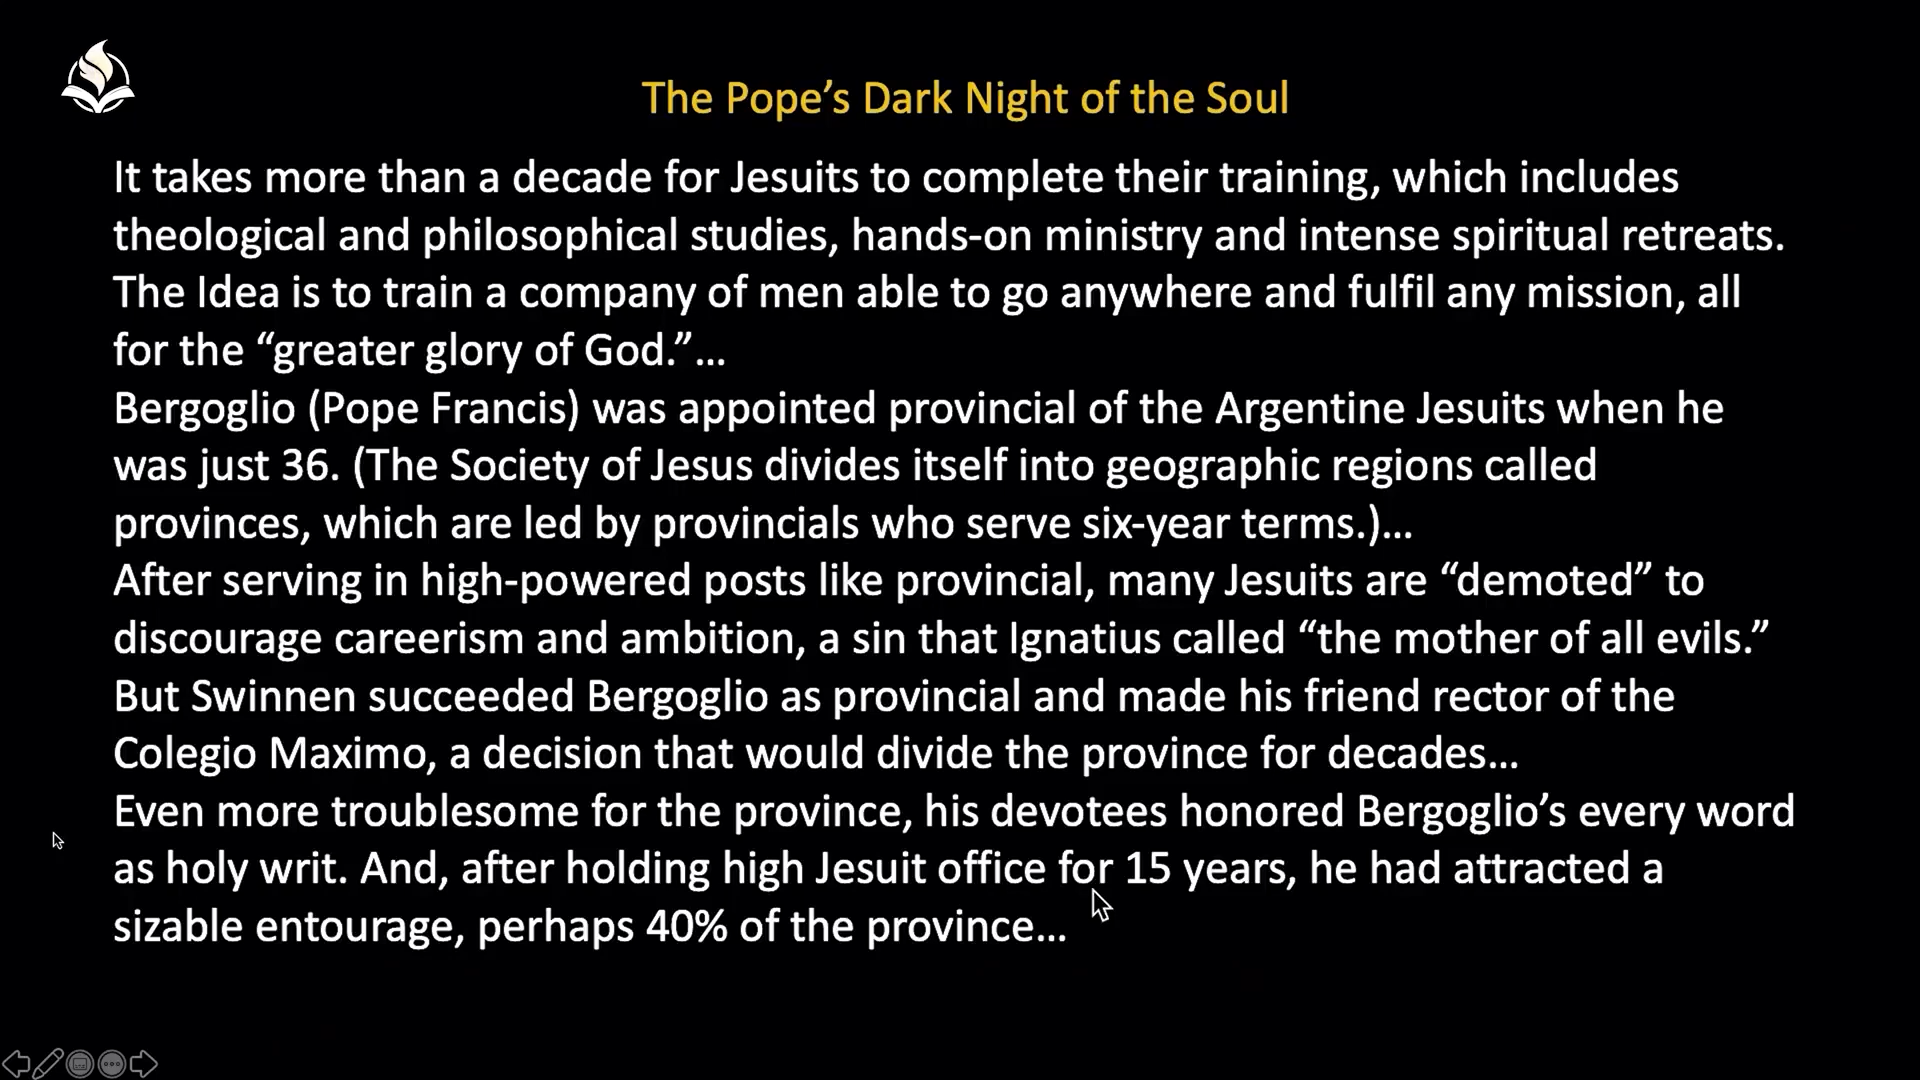 The Pope’s Dark Night of the Soul
It takes more than a decade for Jesuits to complete their training, which includes
theological and philosophical studies, hands-on ministry and intense spiritual retreats.
The Idea is to train a company of men able to go anywhere and fulfil any mission, all
for the “greater glory of God.”…
Bergoglio (Pope Francis) was appointed provincial of the Argentine Jesuits when he
was just 36. (The Society of Jesus divides itself into geographic regions called
provinces, which are led by provincials who serve six-year terms.)…
After serving in high-powered posts like provincial, many Jesuits are “demoted” to
discourage careerism and ambition, a sin that Ignatius called “the mother of all evils.”
But Swinnen succeeded Bergoglio as provincial and made his friend rector of the
Colegio Maximo, a decision that would divide the province for decades…
Even more troublesome for the province, his devotees honored Bergoglio’s every word
as holy writ. And, after holding high Jesuit office for 15 years, he had attracted a
sizable entourage, perhaps 40% of the province…